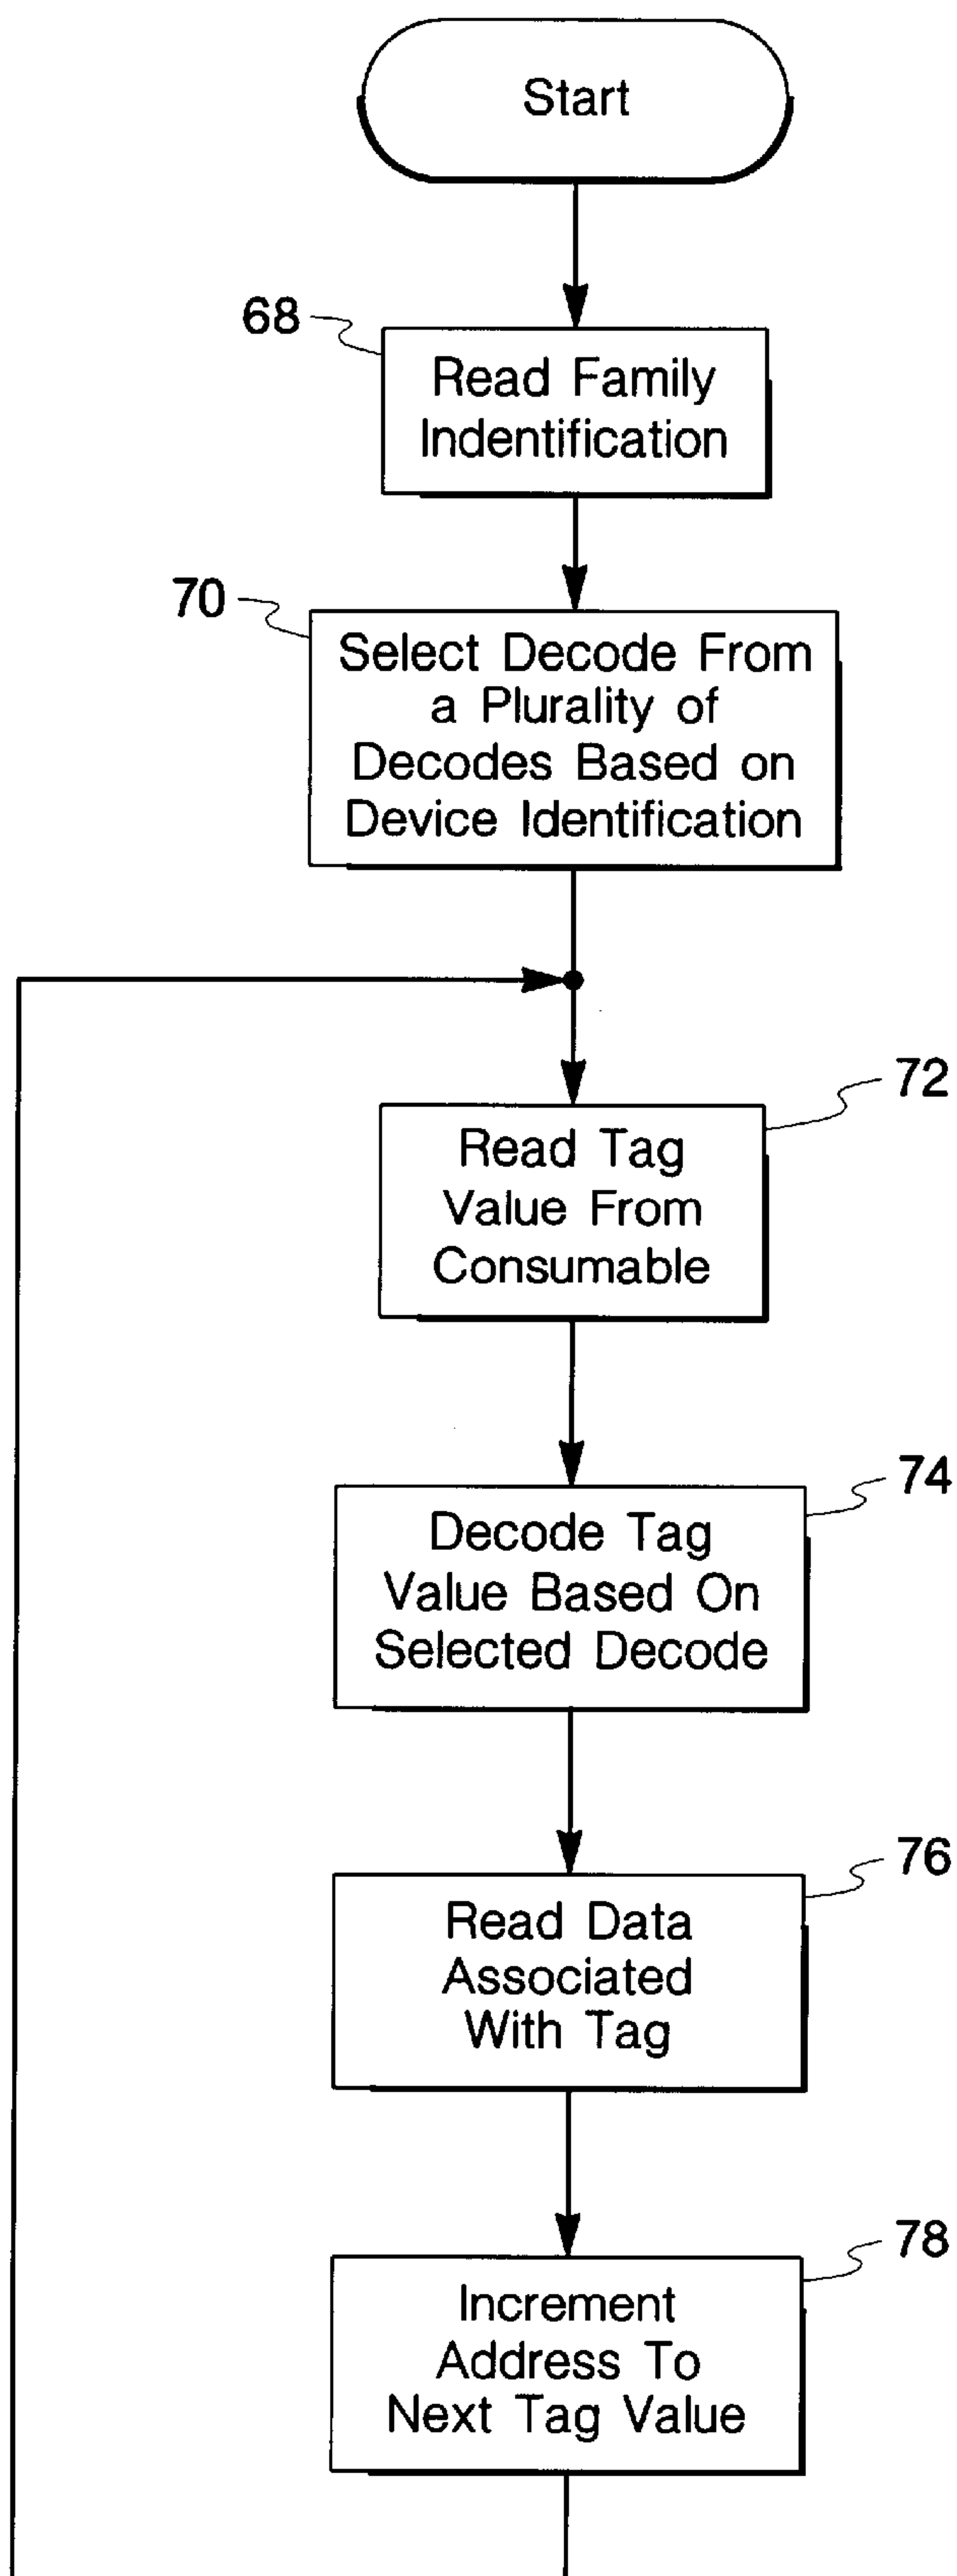 Start
68
Read Family
Indentification
70
Select Decode From
a Plurality of
Decodes Based on
Device Identification
72
Read Tag
Value From
Consumable
74
Decode Tag
Value Based On
Selected Decode
76
Read Data
Associated
With Tag
78
Increment
Address To
Next Tag Value